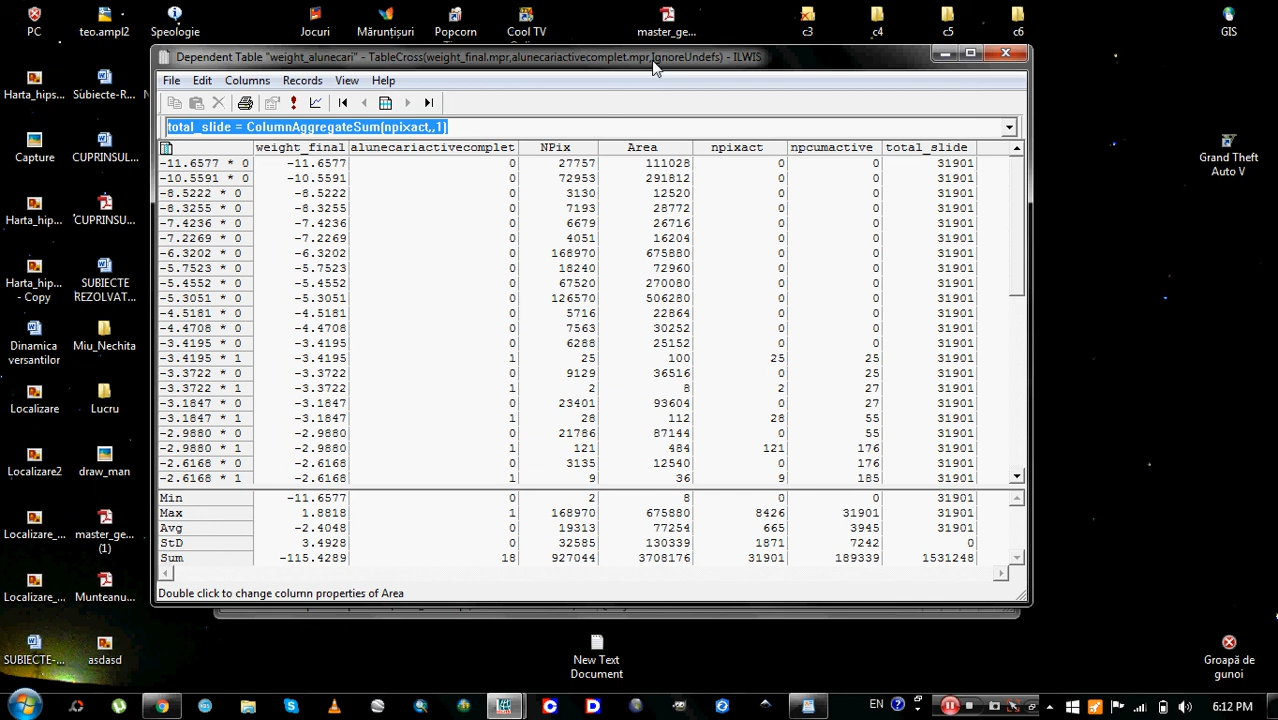 PC
teo.ampl2
Speologie
Jocuri
Mărunțișuri
Popcorn Time
Cool TV
master_ge...
c3
c4
c5
c6
GIS
Dependent Table "weight_alunecari" - TableCross(weight_final.mpr,alunecariactivecomplet.mpr,IgnoreUndefs) - ILWIS
File Edit Columns Records View Help
total_slide = ColumnAggregateSum(npixact,,1)
weight_final alunecariactivecomplet NPix Area npixact npcumactive total_slide
-11.6577 * 0 -11.6577 0 27757 111028 0 0 31901
-10.5591 * 0 -10.5591 0 72953 291812 0 0 31901
-8.5222 * 0 -8.5222 0 3130 12520 0 0 31901
-8.3255 * 0 -8.3255 0 7193 28772 0 0 31901
-7.4236 * 0 -7.4236 0 6679 26716 0 0 31901
-7.2269 * 0 -7.2269 0 4051 16204 0 0 31901
-6.3202 * 0 -6.3202 0 168970 675880 0 0 31901
-5.7523 * 0 -5.7523 0 18240 72960 0 0 31901
-5.4552 * 0 -5.4552 0 67520 270080 0 0 31901
-5.3051 * 0 -5.3051 0 126570 506280 0 0 31901
-4.5181 * 0 -4.5181 0 5716 22864 0 0 31901
-4.4708 * 0 -4.4708 0 7563 30252 0 0 31901
-3.4195 * 0 -3.4195 0 6288 25152 0 0 31901
-3.4195 * 1 -3.4195 1 25 100 25 25 31901
-3.3722 * 0 -3.3722 0 9129 36516 0 25 31901
-3.3722 * 1 -3.3722 1 2 8 2 27 31901
-3.1847 * 0 -3.1847 0 23401 93604 0 27 31901
-3.1847 * 1 -3.1847 1 28 112 28 55 31901
-2.9880 * 0 -2.9880 0 21786 87144 0 55 31901
-2.9880 * 1 -2.9880 1 121 484 121 176 31901
-2.6168 * 0 -2.6168 0 3135 12540 0 176 31901
-2.6168 * 1 -2.6168 1 9 36 9 185 31901
Min -11.6577 0 2 8 0 0 31901
Max 1.8818 1 168970 675880 8426 31901 31901
Avg -2.4048 0 19313 77254 665 3945 31901
StD 3.4928 0 32585 130339 1871 7242 0
Sum -115.4289 18 927044 3708176 31901 189339 1531248
Double click to change column properties of Area
Harta_hips...
Subiecte-R...
Capture
CUPRINSUL...
Harta_hip...
CUPRINSU...
Harta_hip...
- Copy
SUBIECTE
REZOLVAT...
Dinamica
versantilor
Miu_Nechita
Localizare
Lucru
Localizare2
draw_man
Localizare_...
master_ge...
(1)
Localizare_...
Munteanu...
SUBIECTE-...
asdasd
New Text
Document
Grand Theft
Auto V
Groapă de
gunoi
EN
6:12 PM